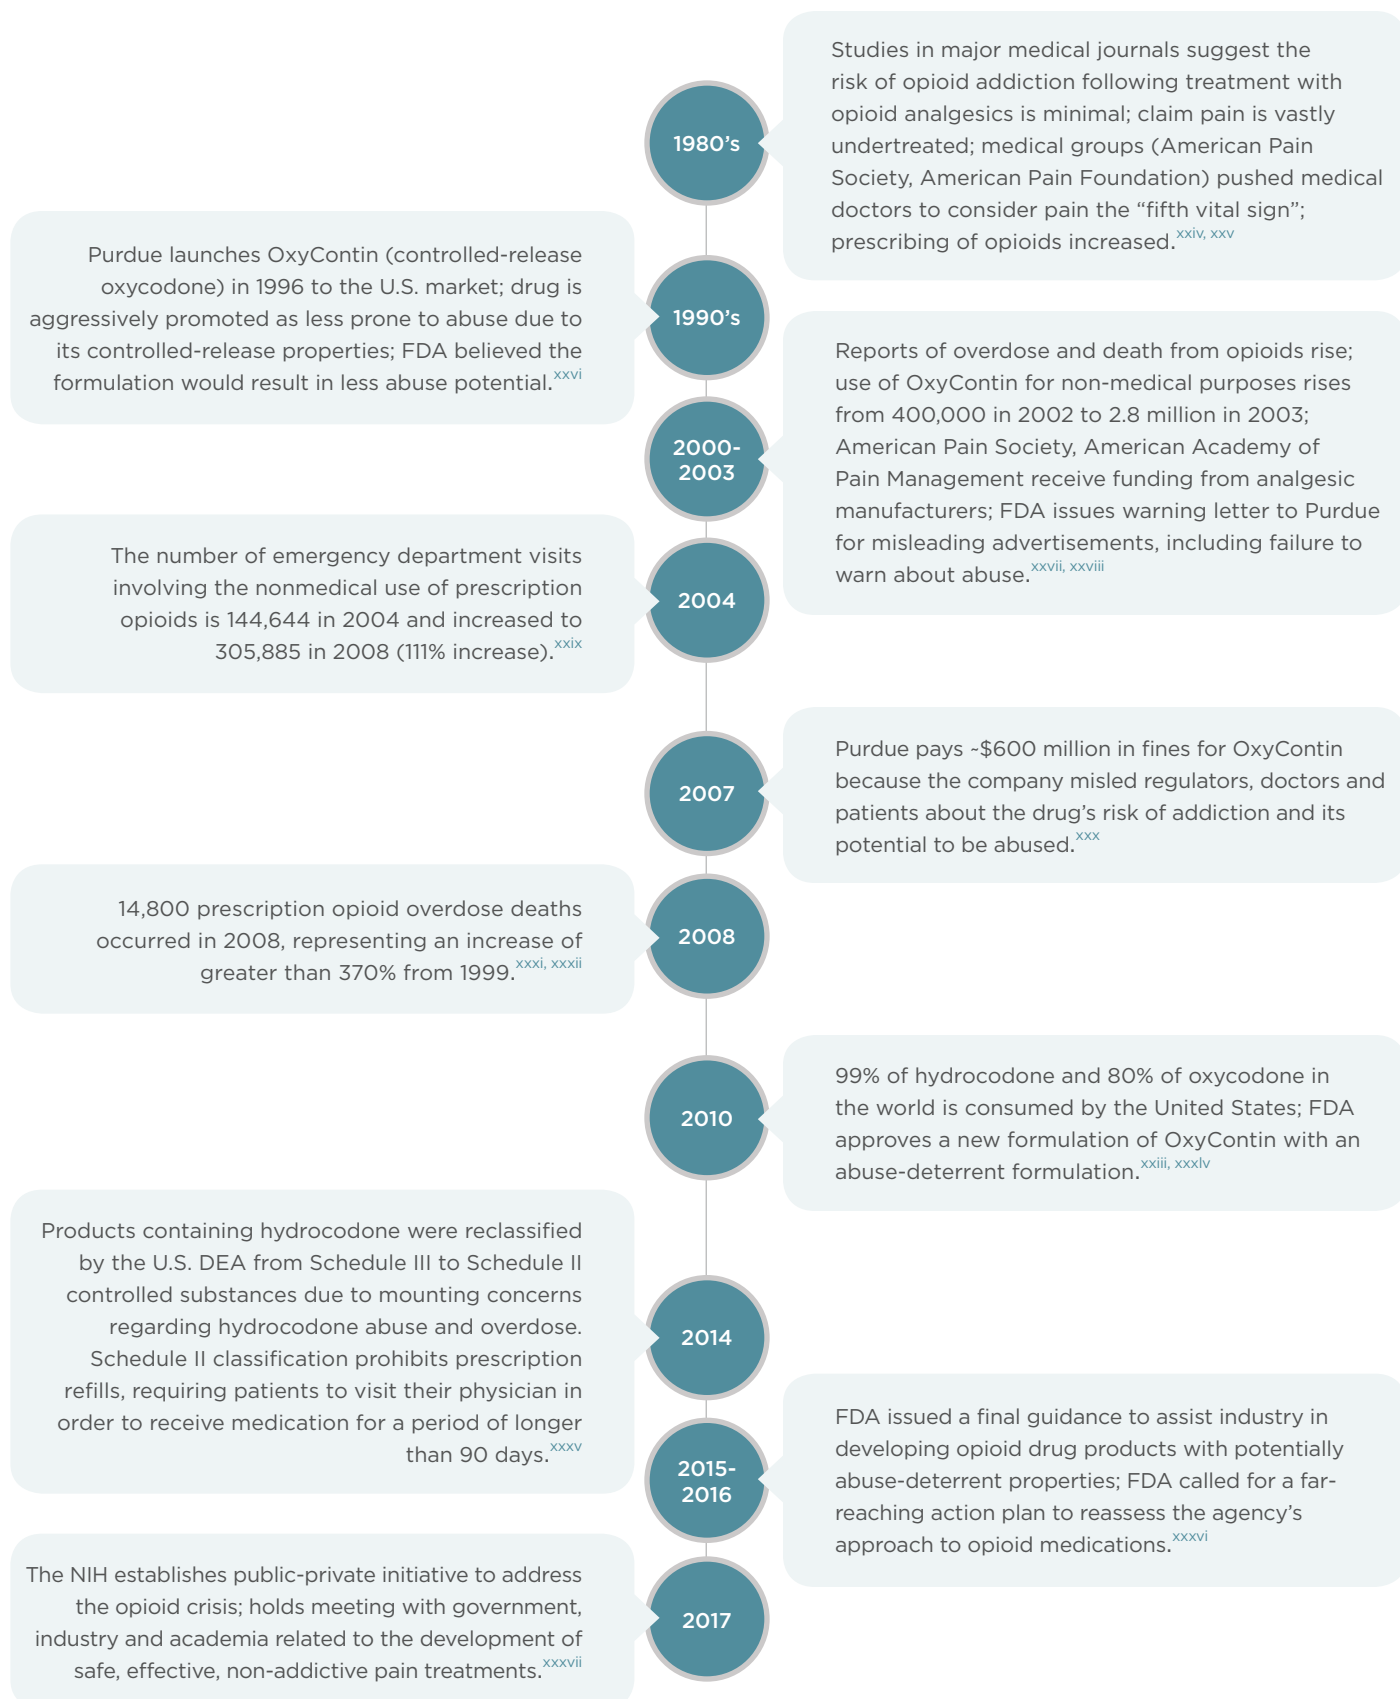 1980’s
Studies in major medical journals suggest the
risk of opioid addiction following treatment with
opioid analgesics is minimal; claim pain is vastly
undertreated; medical groups (American Pain
Society, American Pain Foundation) pushed medical
doctors to consider pain the “fifth vital sign”;
prescribing of opioids increased.xxiv, xxv
1990’s
Purdue launches OxyContin (controlled-release
oxycodone) in 1996 to the U.S. market; drug is
aggressively promoted as less prone to abuse due to
its controlled-release properties; FDA believed the
formulation would result in less abuse potential.xxvi
2000-
2003
Reports of overdose and death from opioids rise;
use of OxyContin for non-medical purposes rises
from 400,000 in 2002 to 2.8 million in 2003;
American Pain Society, American Academy of
Pain Management receive funding from analgesic
manufacturers; FDA issues warning letter to Purdue
for misleading advertisements, including failure to
warn about abuse.xxvii, xxviii
2004
The number of emergency department visits
involving the nonmedical use of prescription
opioids is 144,644 in 2004 and increased to
305,885 in 2008 (111% increase).xxix
2007
Purdue pays ~$600 million in fines for OxyContin
because the company misled regulators, doctors and
patients about the drug’s risk of addiction and its
potential to be abused.xxx
2008
14,800 prescription opioid overdose deaths
occurred in 2008, representing an increase of
greater than 370% from 1999.xxxi, xxxii
2010
99% of hydrocodone and 80% of oxycodone in
the world is consumed by the United States; FDA
approves a new formulation of OxyContin with an
abuse-deterrent formulation.xxiii, xxxlv
2014
Products containing hydrocodone were reclassified
by the U.S. DEA from Schedule III to Schedule II
controlled substances due to mounting concerns
regarding hydrocodone abuse and overdose.
Schedule II classification prohibits prescription
refills, requiring patients to visit their physician in
order to receive medication for a period of longer
than 90 days.xxxv
2015-
2016
FDA issued a final guidance to assist industry in
developing opioid drug products with potentially
abuse-deterrent properties; FDA called for a far-
reaching action plan to reassess the agency’s
approach to opioid medications.xxxvi
2017
The NIH establishes public-private initiative to address
the opioid crisis; holds meeting with government,
industry and academia related to the development of
safe, effective, non-addictive pain treatments.xxxvii